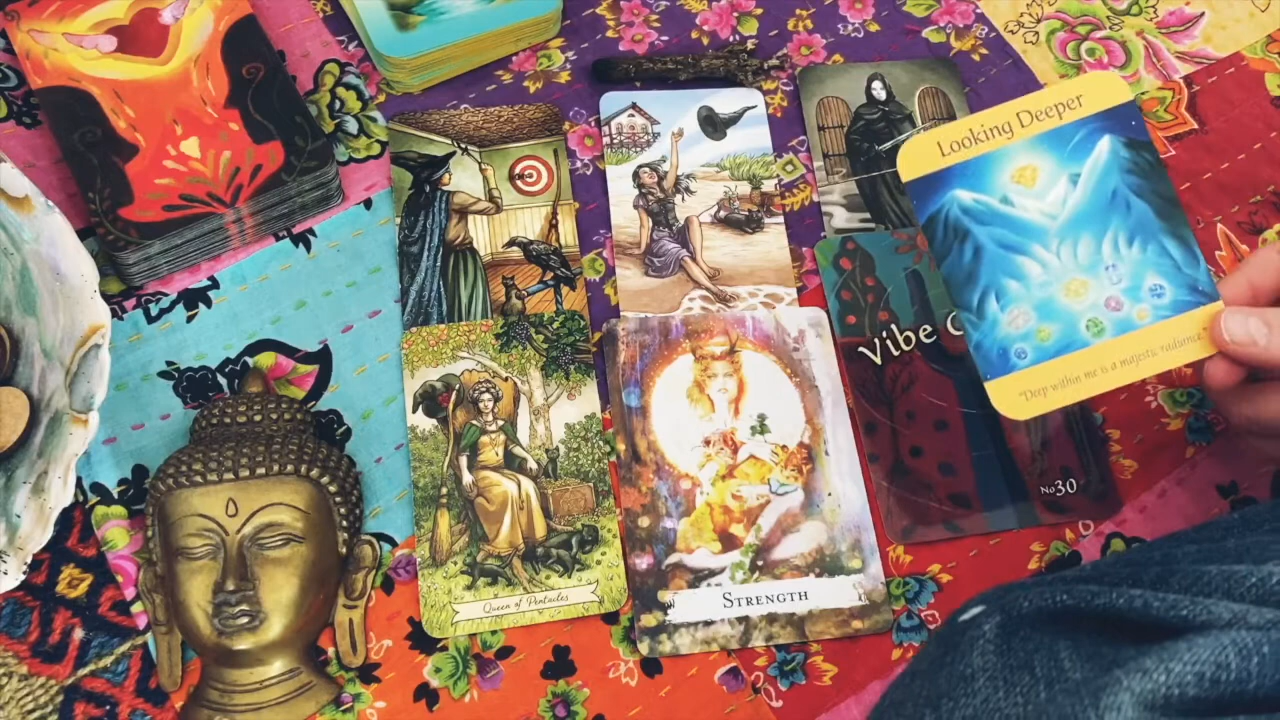 Looking Deeper
"Deep within me is a majestic radiance."
Vibe
No30
Queen of Pentacles
STRENGTH